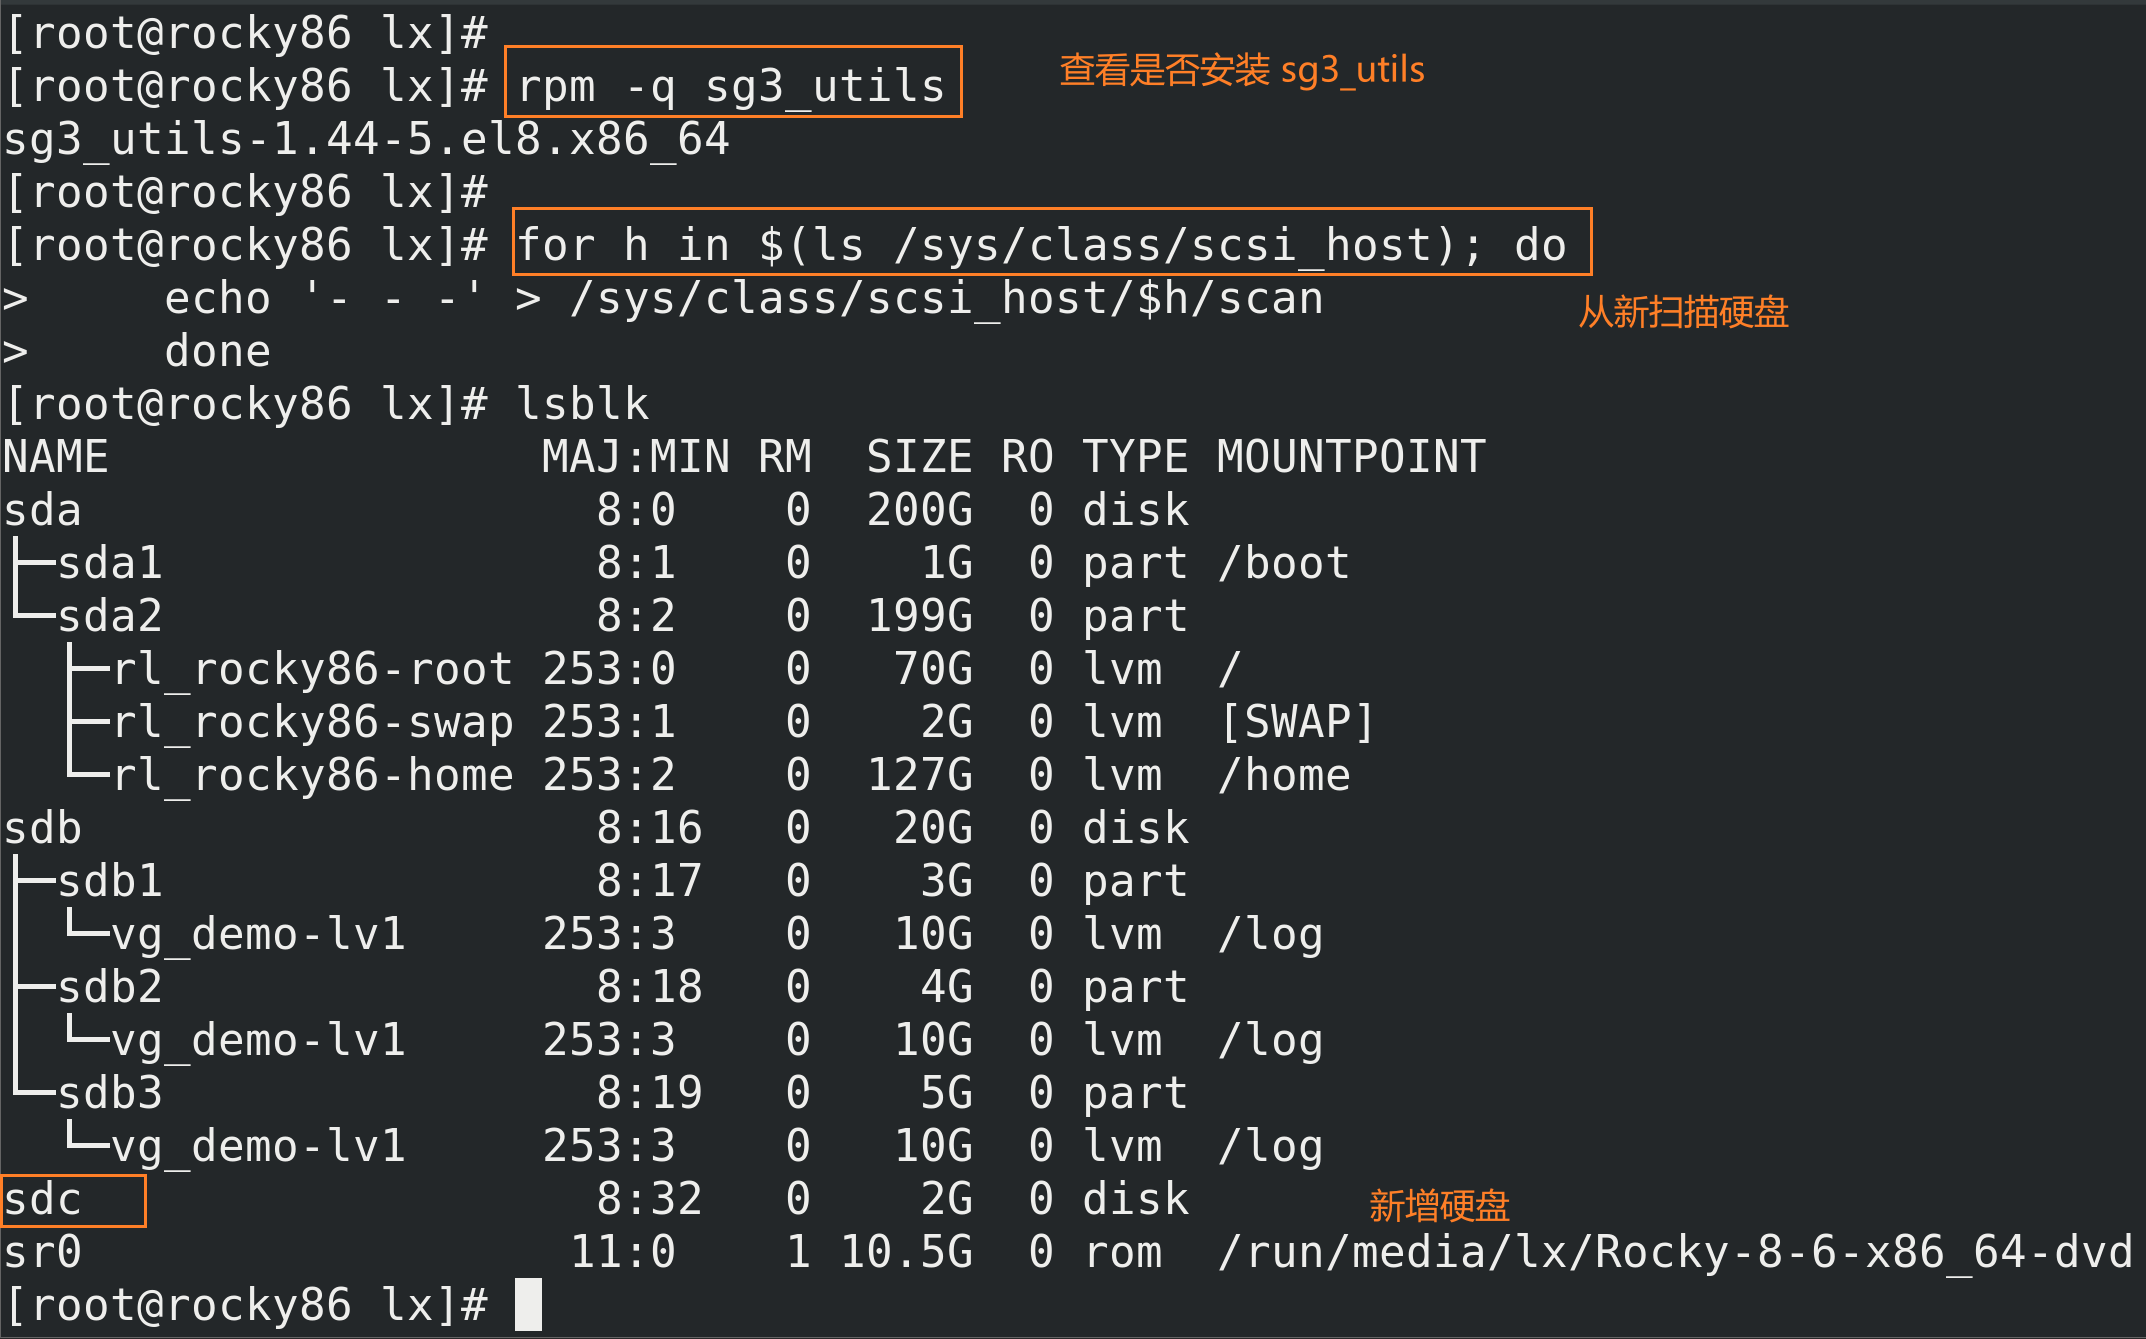 [root@rocky86 lx]#
[root@rocky86 lx]# rpm -q sg3_utils 查看是否安装 sg3_utils
sg3_utils-1.44-5.el8.x86_64
[root@rocky86 lx]#
[root@rocky86 lx]# for h in $(ls /sys/class/scsi_host); do
>     echo '- - -' > /sys/class/scsi_host/$h/scan 从新扫描硬盘
>     done
[root@rocky86 lx]# lsblk
NAME                MAJ:MIN RM  SIZE RO TYPE MOUNTPOINT
sda                   8:0    0  200G  0 disk
├─sda1                8:1    0    1G  0 part /boot
└─sda2                8:2    0  199G  0 part
  ├─rl_rocky86-root 253:0    0   70G  0 lvm  /
  ├─rl_rocky86-swap 253:1    0    2G  0 lvm  [SWAP]
  └─rl_rocky86-home 253:2    0  127G  0 lvm  /home
sdb                   8:16   0   20G  0 disk
├─sdb1                8:17   0    3G  0 part
│ └─vg_demo-lv1     253:3    0   10G  0 lvm  /log
├─sdb2                8:18   0    4G  0 part
│ └─vg_demo-lv1     253:3    0   10G  0 lvm  /log
└─sdb3                8:19   0    5G  0 part
  └─vg_demo-lv1     253:3    0   10G  0 lvm  /log
sdc                   8:32   0    2G  0 disk 新增硬盘
sr0                  11:0    1 10.5G  0 rom  /run/media/lx/Rocky-8-6-x86_64-dvd
[root@rocky86 lx]#